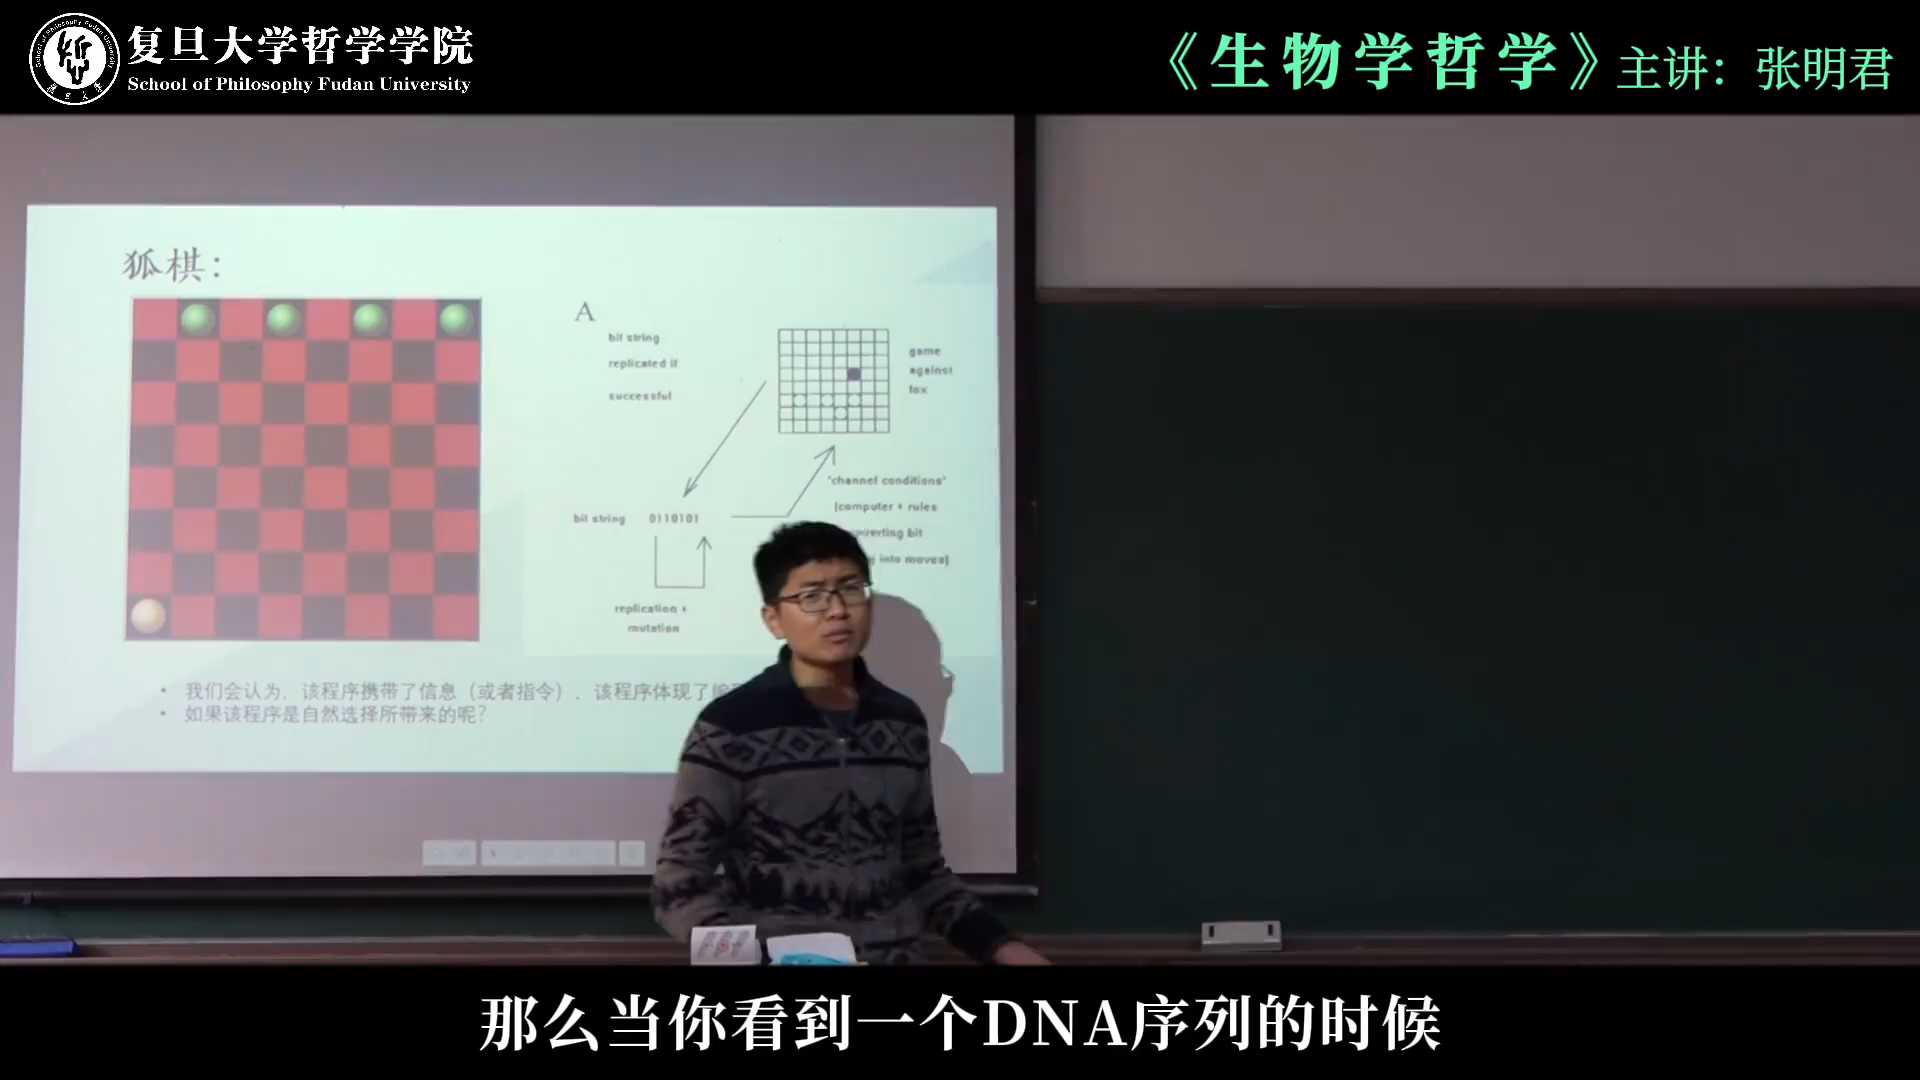 复旦大学哲学学院
School of Philosophy Fudan University
《生物学哲学》主讲：张明君
狐棋：
A
bit string
replicated if
successful
game
against
fox
"channel conditions"
(computer + rules
bit
into moves)
bit string 0110101
replication +
mutation
• 我们会认为，该程序携带了信息（或者指令），该程序体现了
• 如果该程序是自然选择所带来的呢？
那么当你看到一个DNA序列的时候